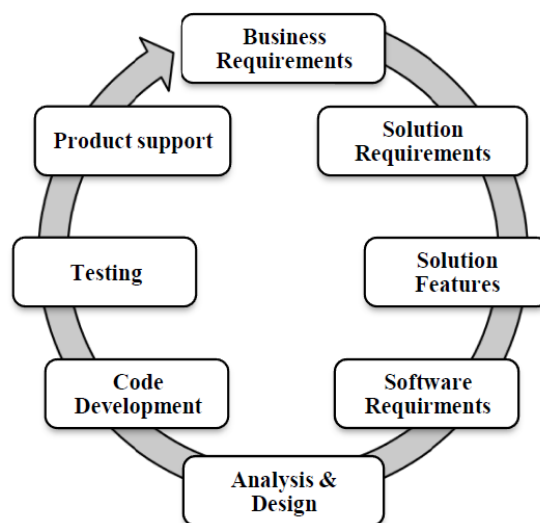 Business
Requirements
Solution
Requirements
Solution
Features
Software
Requirments
Analysis &
Design
Code
Development
Testing
Product support